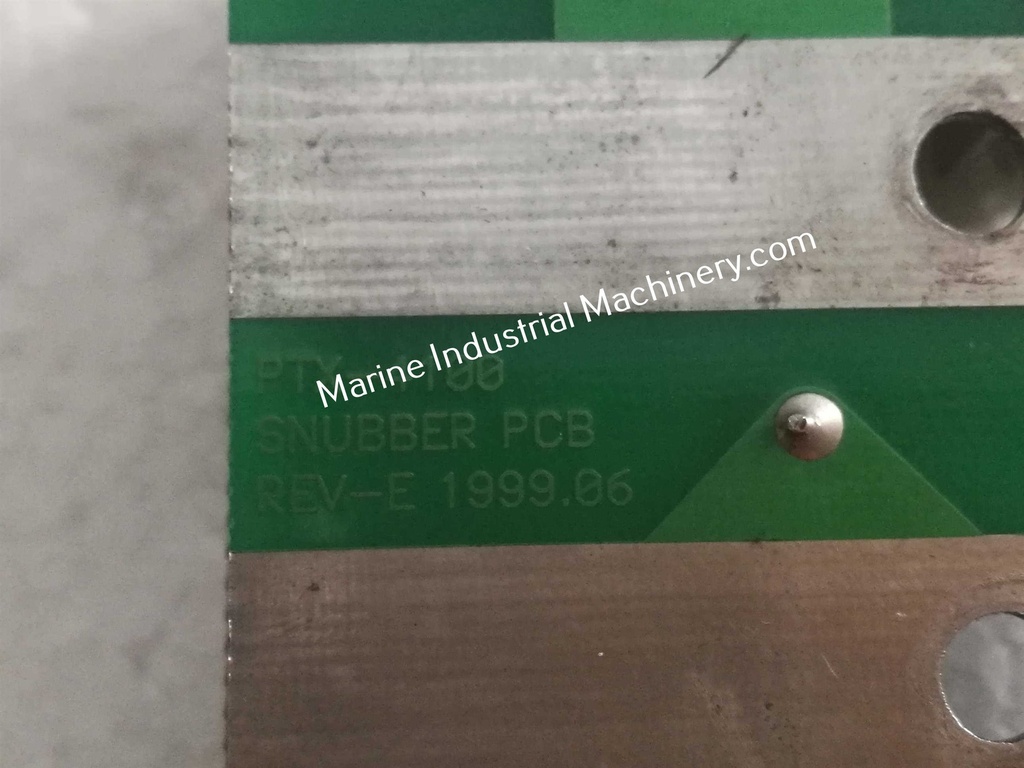 Marine Industrial Machinery.com
SNUBBER PCB
REV-E 1999.06